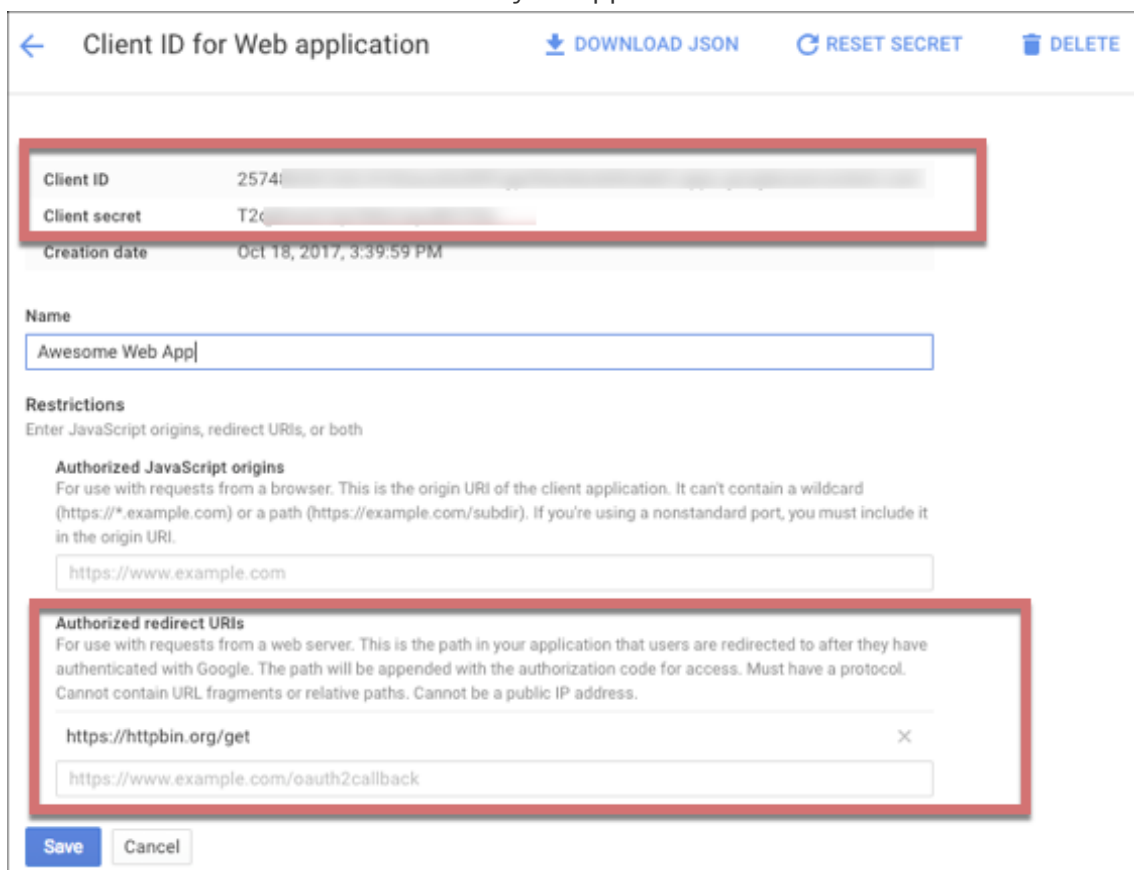 Client ID for Web application DOWNLOAD JSON RESET SECRET DELETE
Client ID 2574
Client secret T2
Creation date Oct 18, 2017, 3:39:59 PM
Name
Awesome Web App
Restrictions
Enter JavaScript origins, redirect URIs, or both
Authorized JavaScript origins
For use with requests from a browser. This is the origin URI of the client application. It can't contain a wildcard
(https://*.example.com) or a path (https://example.com/subdir). If you're using a nonstandard port, you must include it
in the origin URI.
https://www.example.com
Authorized redirect URIs
For use with requests from a web server. This is the path in your application that users are redirected to after they have
authenticated with Google. The path will be appended with the authorization code for access. Must have a protocol.
Cannot contain URL fragments or relative paths. Cannot be a public IP address.
https://httpbin.org/get
https://www.example.com/oauth2callback
Save Cancel